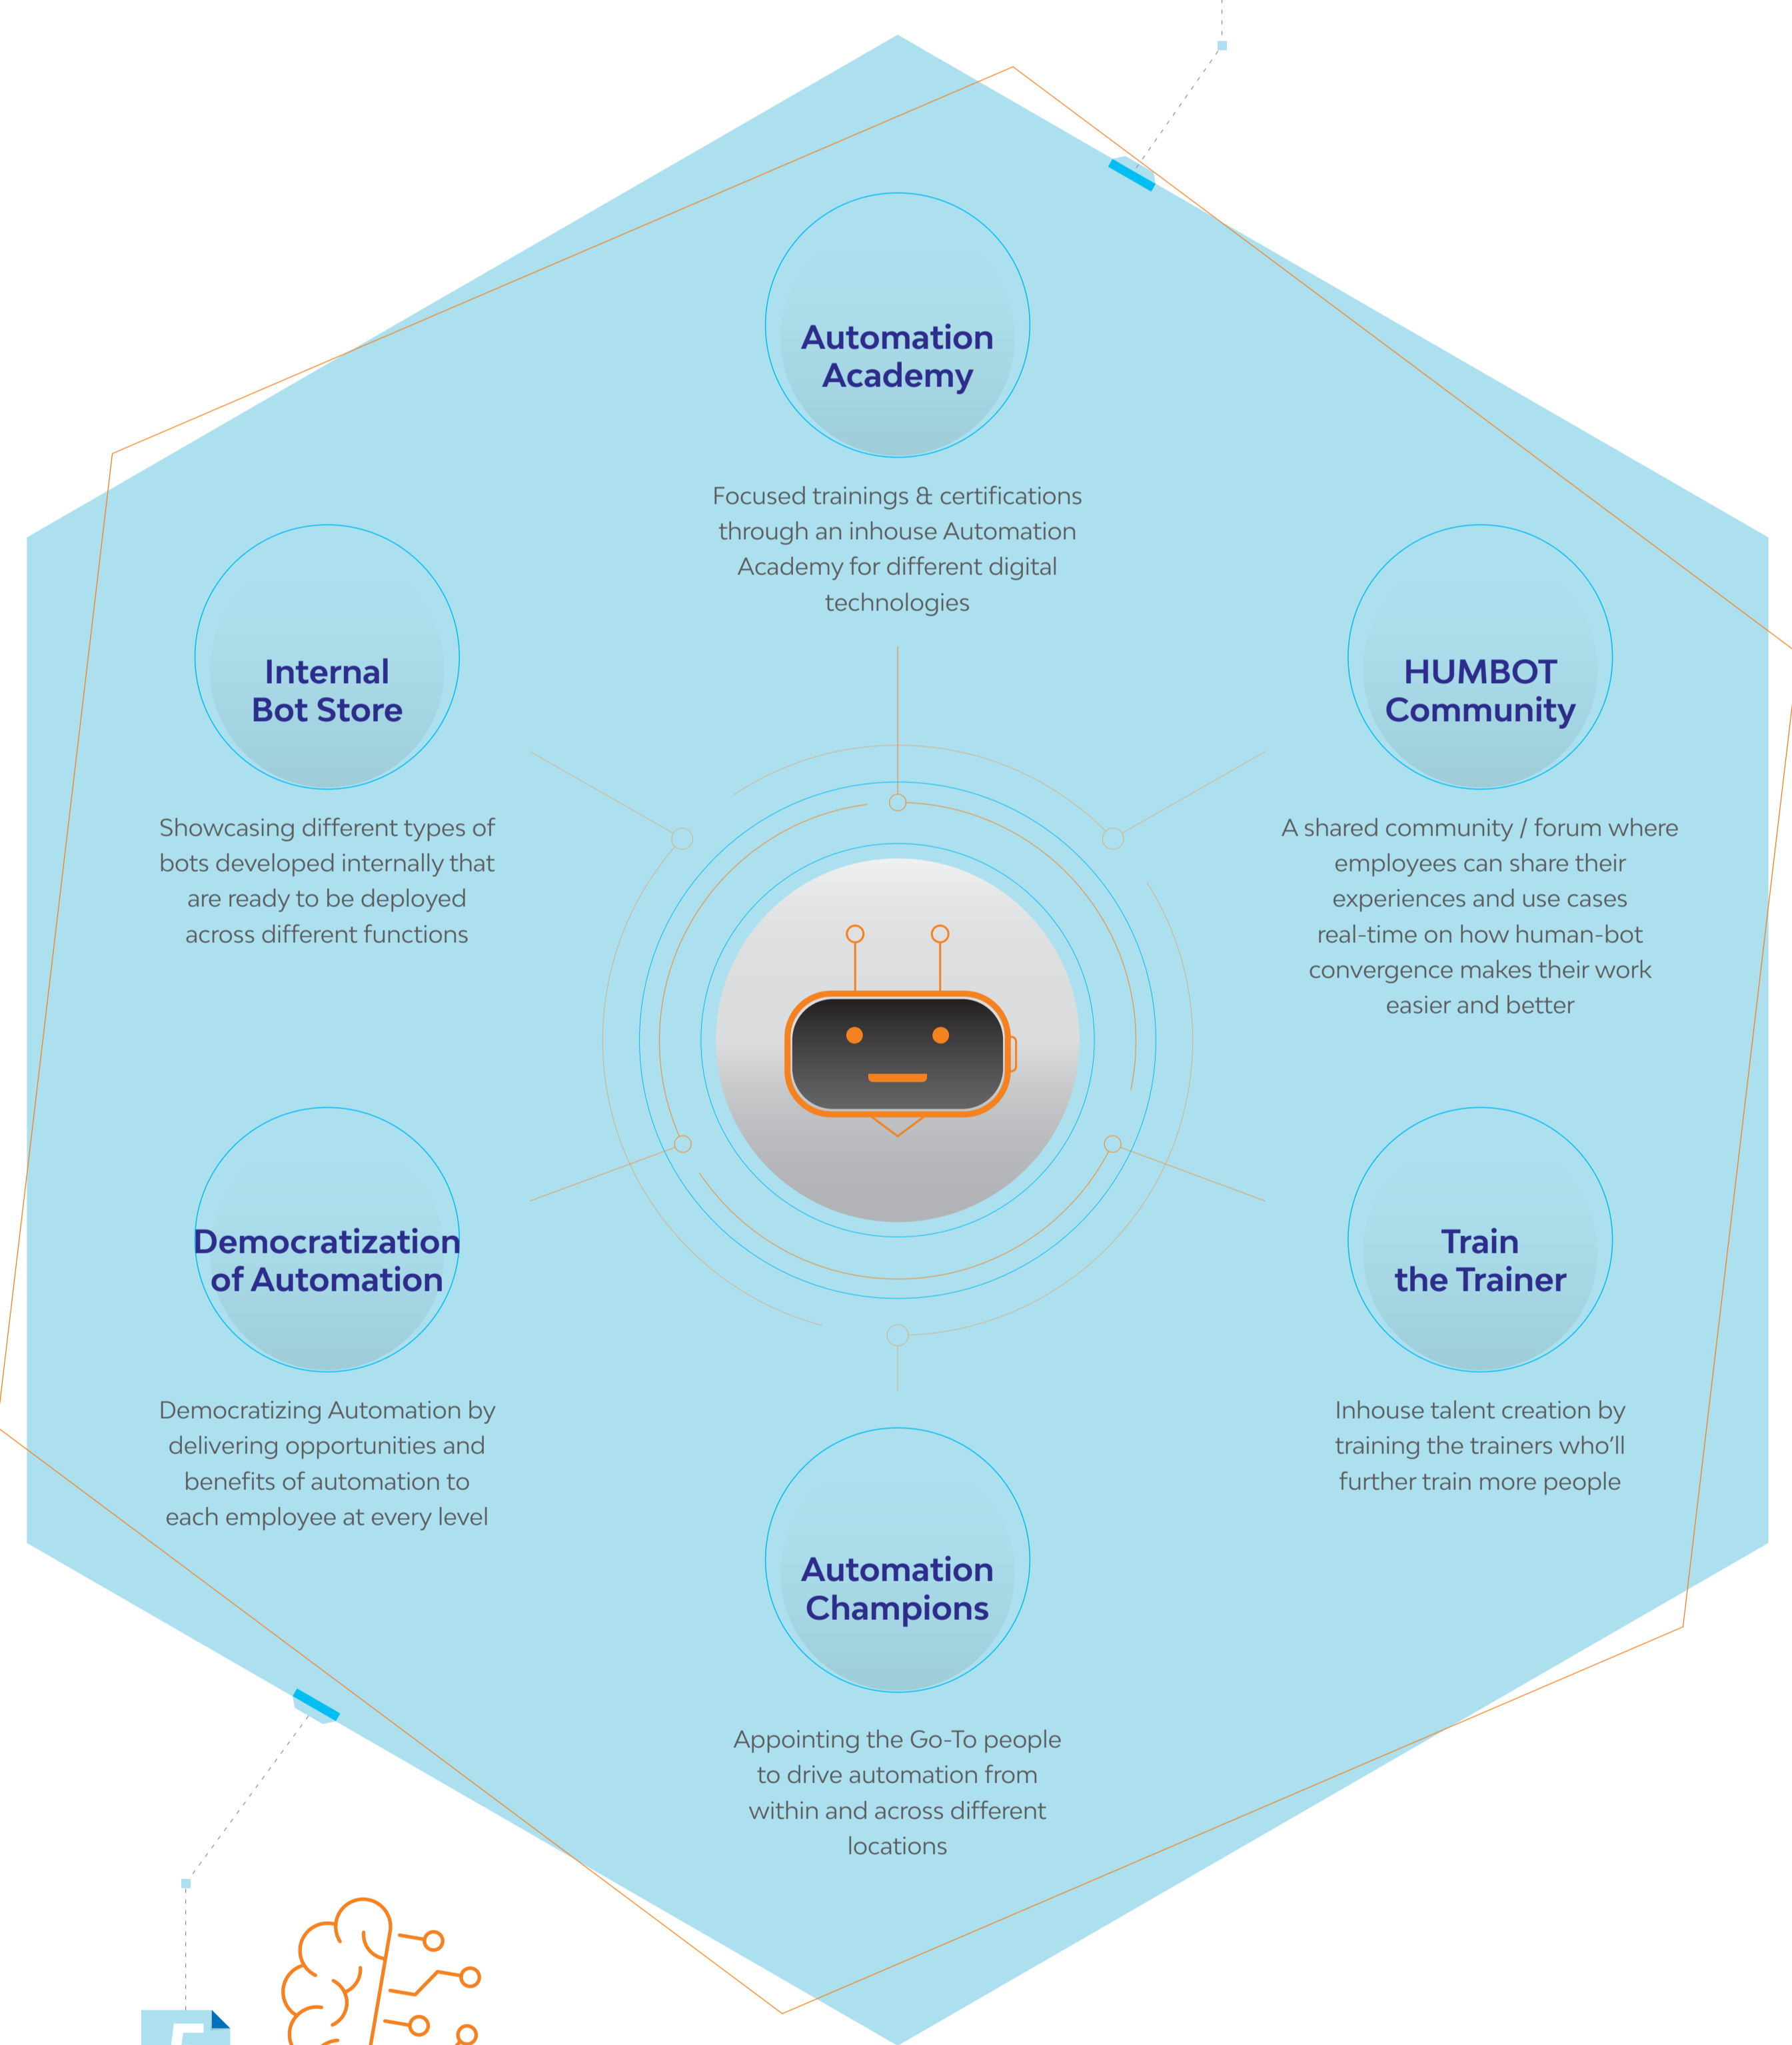 Automation
Academy
Focused trainings & certifications
through an inhouse Automation
Academy for different digital
technologies
Internal
Bot Store
Showcasing different types of
bots developed internally that
are ready to be deployed
across different functions
HUMBOT
Community
A shared community / forum where
employees can share their
experiences and use cases
real-time on how human-bot
convergence makes their work
easier and better
Democratization
of Automation
Democratizing Automation by
delivering opportunities and
benefits of automation to
each employee at every level
Train
the Trainer
Inhouse talent creation by
training the trainers who'll
further train more people
Automation
Champions
Appointing the Go-To people
to drive automation from
within and across different
locations